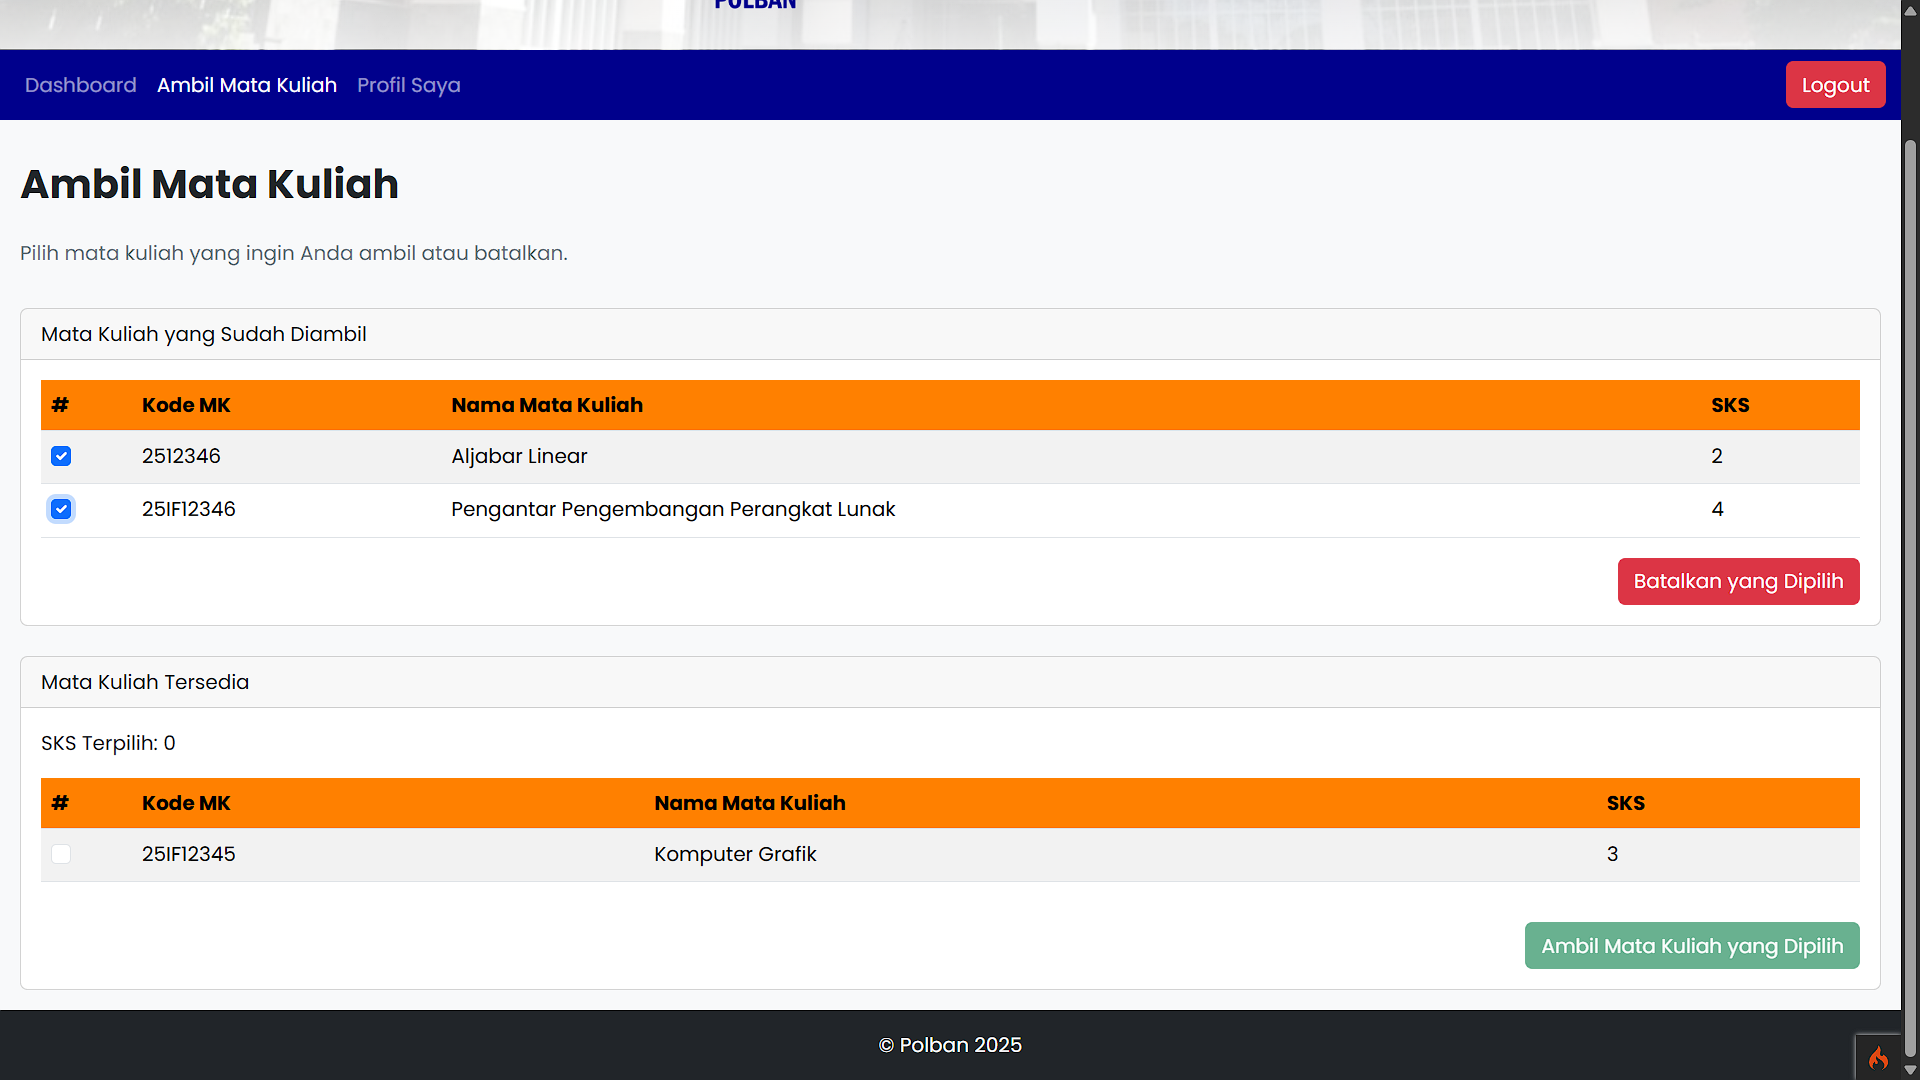 POLBAN
Dashboard Ambil Mata Kuliah Profil Saya Logout
Ambil Mata Kuliah
Pilih mata kuliah yang ingin Anda ambil atau batalkan.
Mata Kuliah yang Sudah Diambil
# Kode MK Nama Mata Kuliah SKS
2512346 Aljabar Linear 2
25IF12346 Pengantar Pengembangan Perangkat Lunak 4
Batalkan yang Dipilih
Mata Kuliah Tersedia
SKS Terpilih: 0
# Kode MK Nama Mata Kuliah SKS
25IF12345 Komputer Grafik 3
Ambil Mata Kuliah yang Dipilih
© Polban 2025